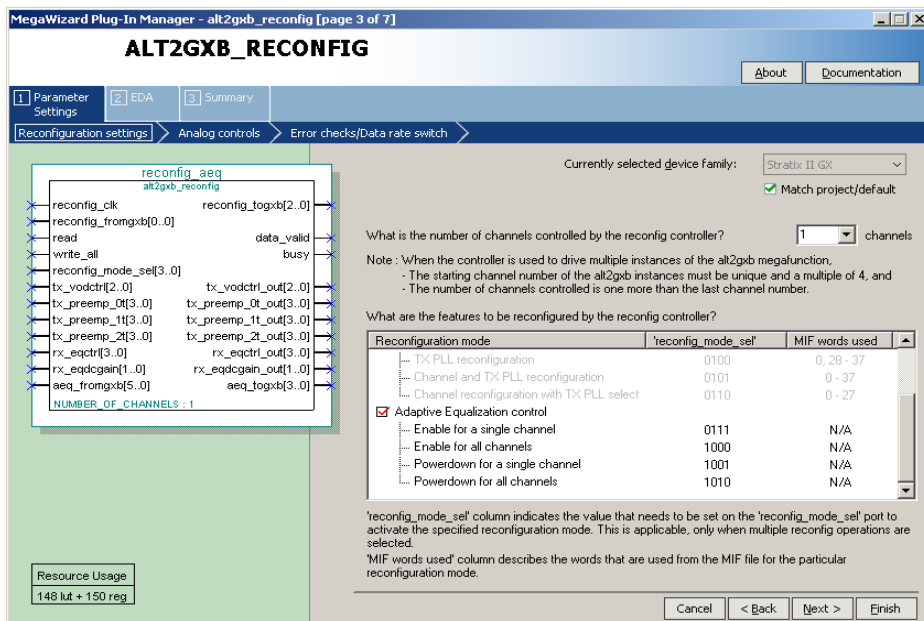 MegaWizard Plug-In Manager - alt2gxb_reconfig [page 3 of 7]
ALT2GXB_RECONFIG
About
Documentation
1 Parameter Settings
2 EDA
3 Summary
Reconfiguration settings
Analog controls
Error checks/Data rate switch
reconfig_aeq
alt2gxb_reconfig
reconfig_clk reconfig_togxb[2..0]
reconfig_fromgxb[0..0]
read data_valid
write_all busy
reconfig_mode_sel[3..0]
tx_vodctrl[2..0] tx_vodctrl_out[2..0]
tx_preemp_0t[3..0] tx_preemp_0t_out[3..0]
tx_preemp_1t[3..0] tx_preemp_1t_out[3..0]
tx_preemp_2t[3..0] tx_preemp_2t_out[3..0]
rx_eqctrl[3..0] rx_eqctrl_out[3..0]
rx_eqdcgain[1..0] rx_eqdcgain_out[1..0]
aeq_fromgxb[5..0] aeq_togxb[3..0]
NUMBER_OF_CHANNELS : 1
Resource Usage
148 lut + 150 reg
Currently selected device family: Stratix II GX
Match project/default
What is the number of channels controlled by the reconfig controller? 1 channels
Note : When the controller is used to drive multiple instances of the alt2gxb megafunction,
- The starting channel number of the alt2gxb instances must be unique and a multiple of 4, and
- The number of channels controlled is one more than the last channel number.
What are the features to be reconfigured by the reconfig controller?
Reconfiguration mode 'reconfig_mode_sel' MIF words used
TX PLL reconfiguration 0100 0, 28 - 37
Channel and TX PLL reconfiguration 0101 0 - 37
Channel reconfiguration with TX PLL select 0110 0 - 27
Adaptive Equalization control
Enable for a single channel 0111 N/A
Enable for all channels 1000 N/A
Powerdown for a single channel 1001 N/A
Powerdown for all channels 1010 N/A
'reconfig_mode_sel' column indicates the value that needs to be set on the 'reconfig_mode_sel' port to
activate the specified reconfiguration mode. This is applicable, only when multiple reconfig operations are
selected.
'MIF words used' column describes the words that are used from the MIF file for the particular
reconfiguration mode.
Cancel
< Back
Next >
Finish